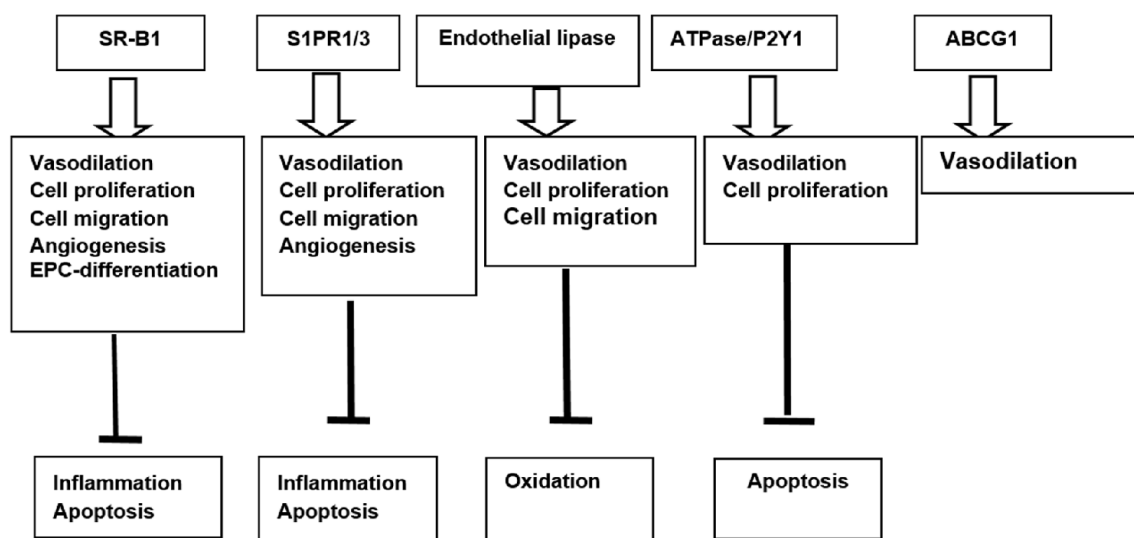 SR-B1
S1PR1/3
Endothelial lipase
ATPase/P2Y1
ABCG1
Vasodilation
Cell proliferation
Cell migration
Angiogenesis
EPC-differentiation
Vasodilation
Cell proliferation
Cell migration
Angiogenesis
Vasodilation
Cell proliferation
Cell migration
Vasodilation
Cell proliferation
Vasodilation
Inflammation
Apoptosis
Inflammation
Apoptosis
Oxidation
Apoptosis